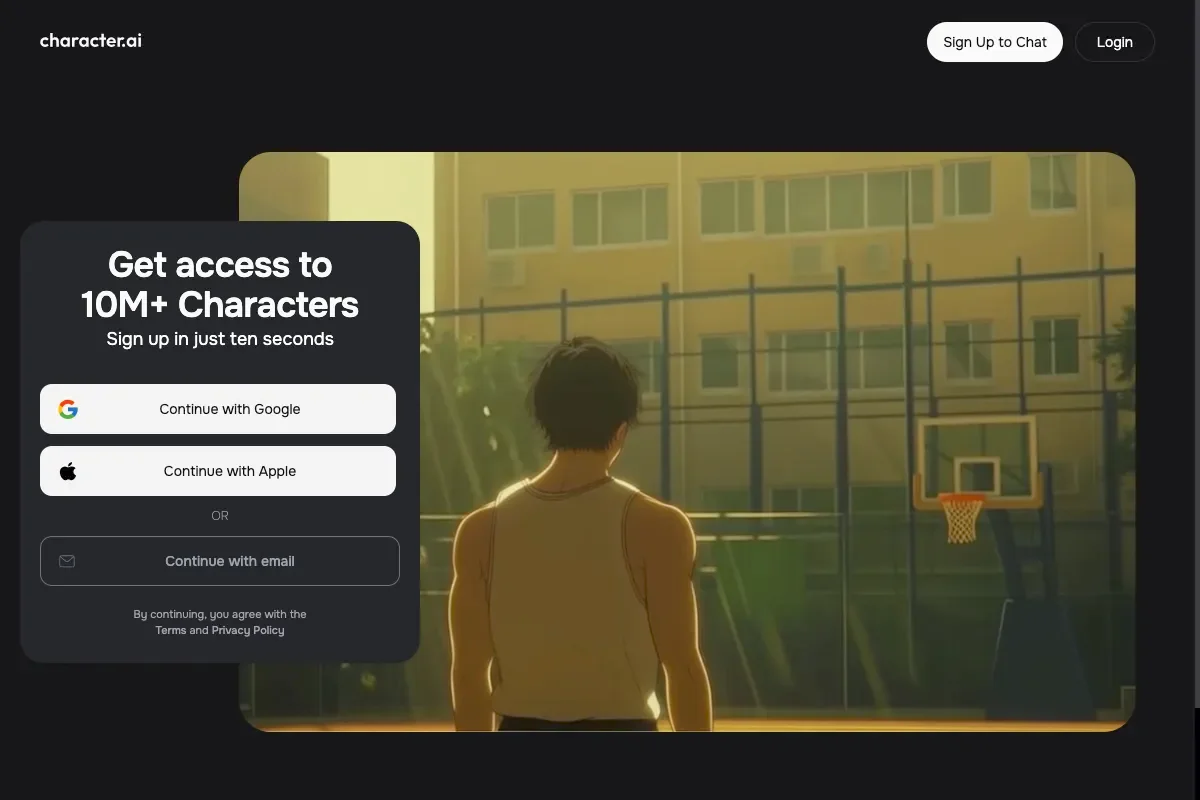 character.ai
Sign Up to Chat
Login
Get access to
10M+ Characters
Sign up in just ten seconds
Continue with Google
Continue with Apple
OR
Continue with email
By continuing, you agree with the
Terms and Privacy Policy